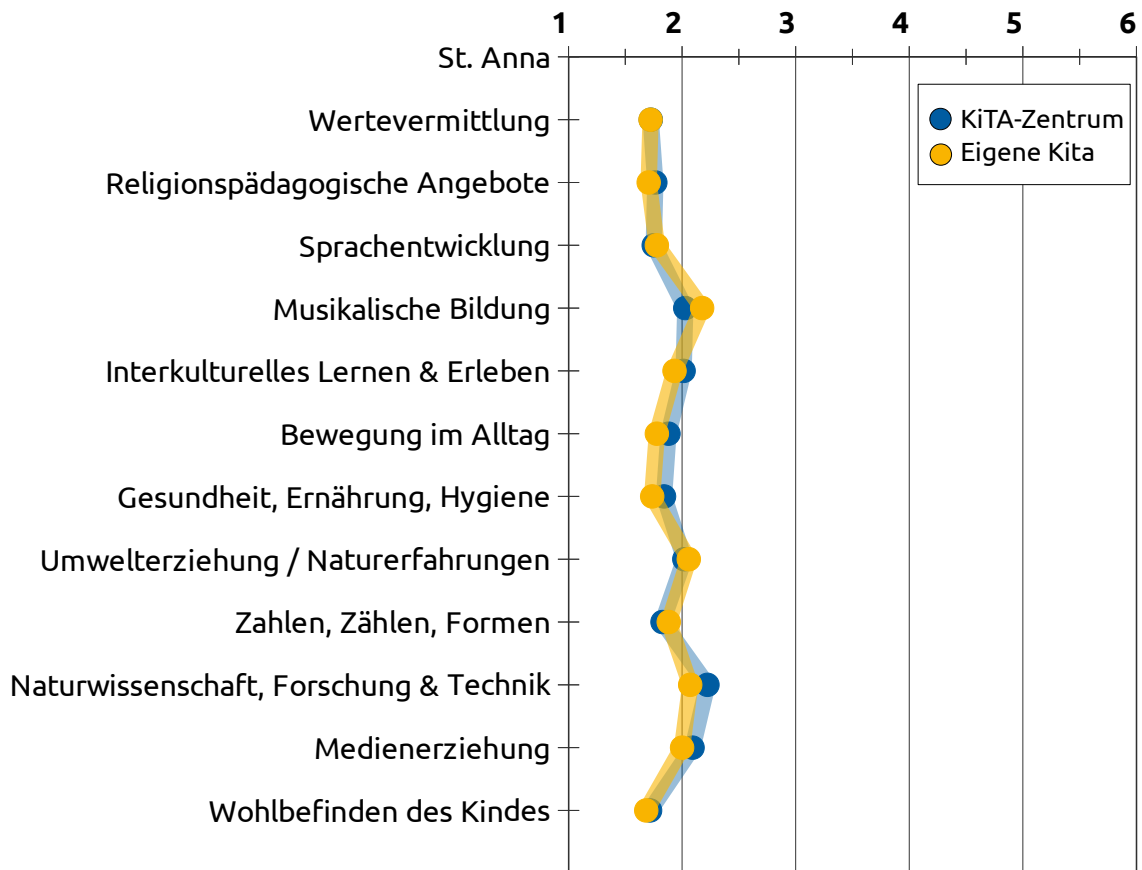 1 2 3 4 5 6
St. Anna
KiTA-Zentrum
Eigene Kita
Wertevermittlung
Religionspädagogische Angebote
Sprachentwicklung
Musikalische Bildung
Interkulturelles Lernen & Erleben
Bewegung im Alltag
Gesundheit, Ernährung, Hygiene
Umwelterziehung / Naturerfahrungen
Zahlen, Zählen, Formen
Naturwissenschaft, Forschung & Technik
Medienerziehung
Wohlbefinden des Kindes